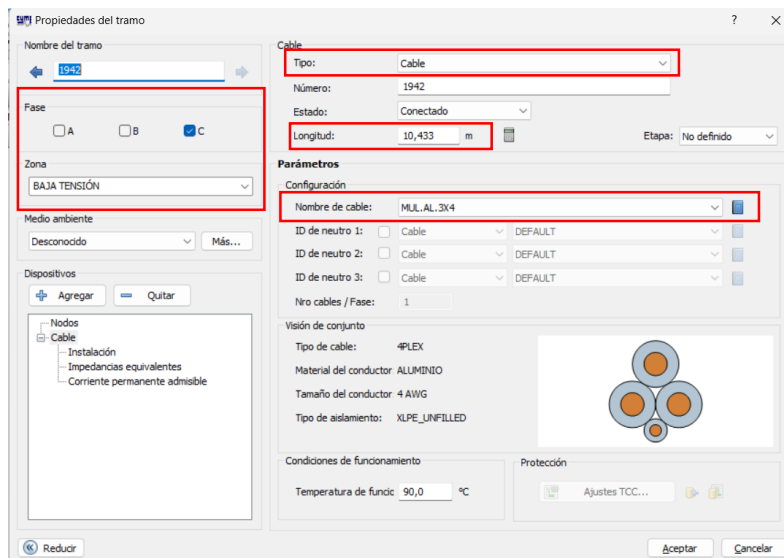 Propiedades del tramo
Nombre del tramo
1942
Fase
A B C
Zona
BAJA TENSIÓN
Medio ambiente
Desconocido Más...
Dispositivos
Agregar Quitar
Nodos
Cable
Instalación
Impedancias equivalentes
Corriente permanente admisible
Reducir
Cable
Tipo: Cable
Número: 1942
Estado: Conectado
Longitud: 10,433 m Etapa: No definido
Parámetros
Configuración
Nombre de cable: MUL.AL.3X4
ID de neutro 1: Cable DEFAULT
ID de neutro 2: Cable DEFAULT
ID de neutro 3: Cable DEFAULT
Nro cables / Fase: 1
Visión de conjunto
Tipo de cable: 4PLEX
Material del conductor ALUMINIO
Tamaño del conductor 4 AWG
Tipo de aislamiento: XLPE_UNFILLED
Condiciones de funcionamiento
Temperatura de funcic 90,0 ºC
Protección
Ajustes TCC...
Aceptar Cancelar